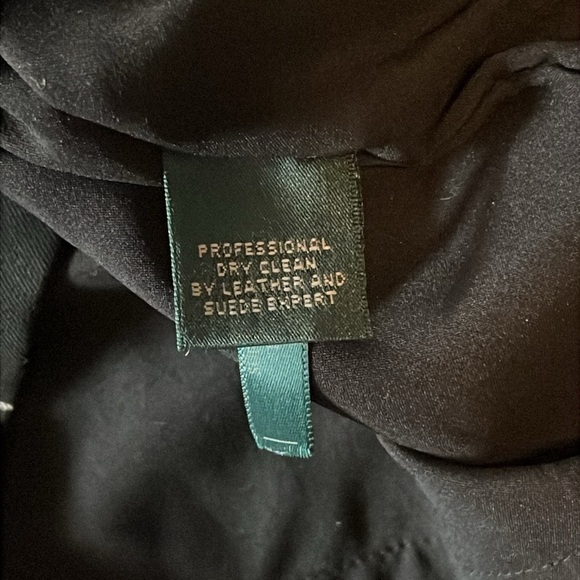 PROFESSIONAL
DRY CLEAN
BY LEATHER AND
SUEDE EXPERT